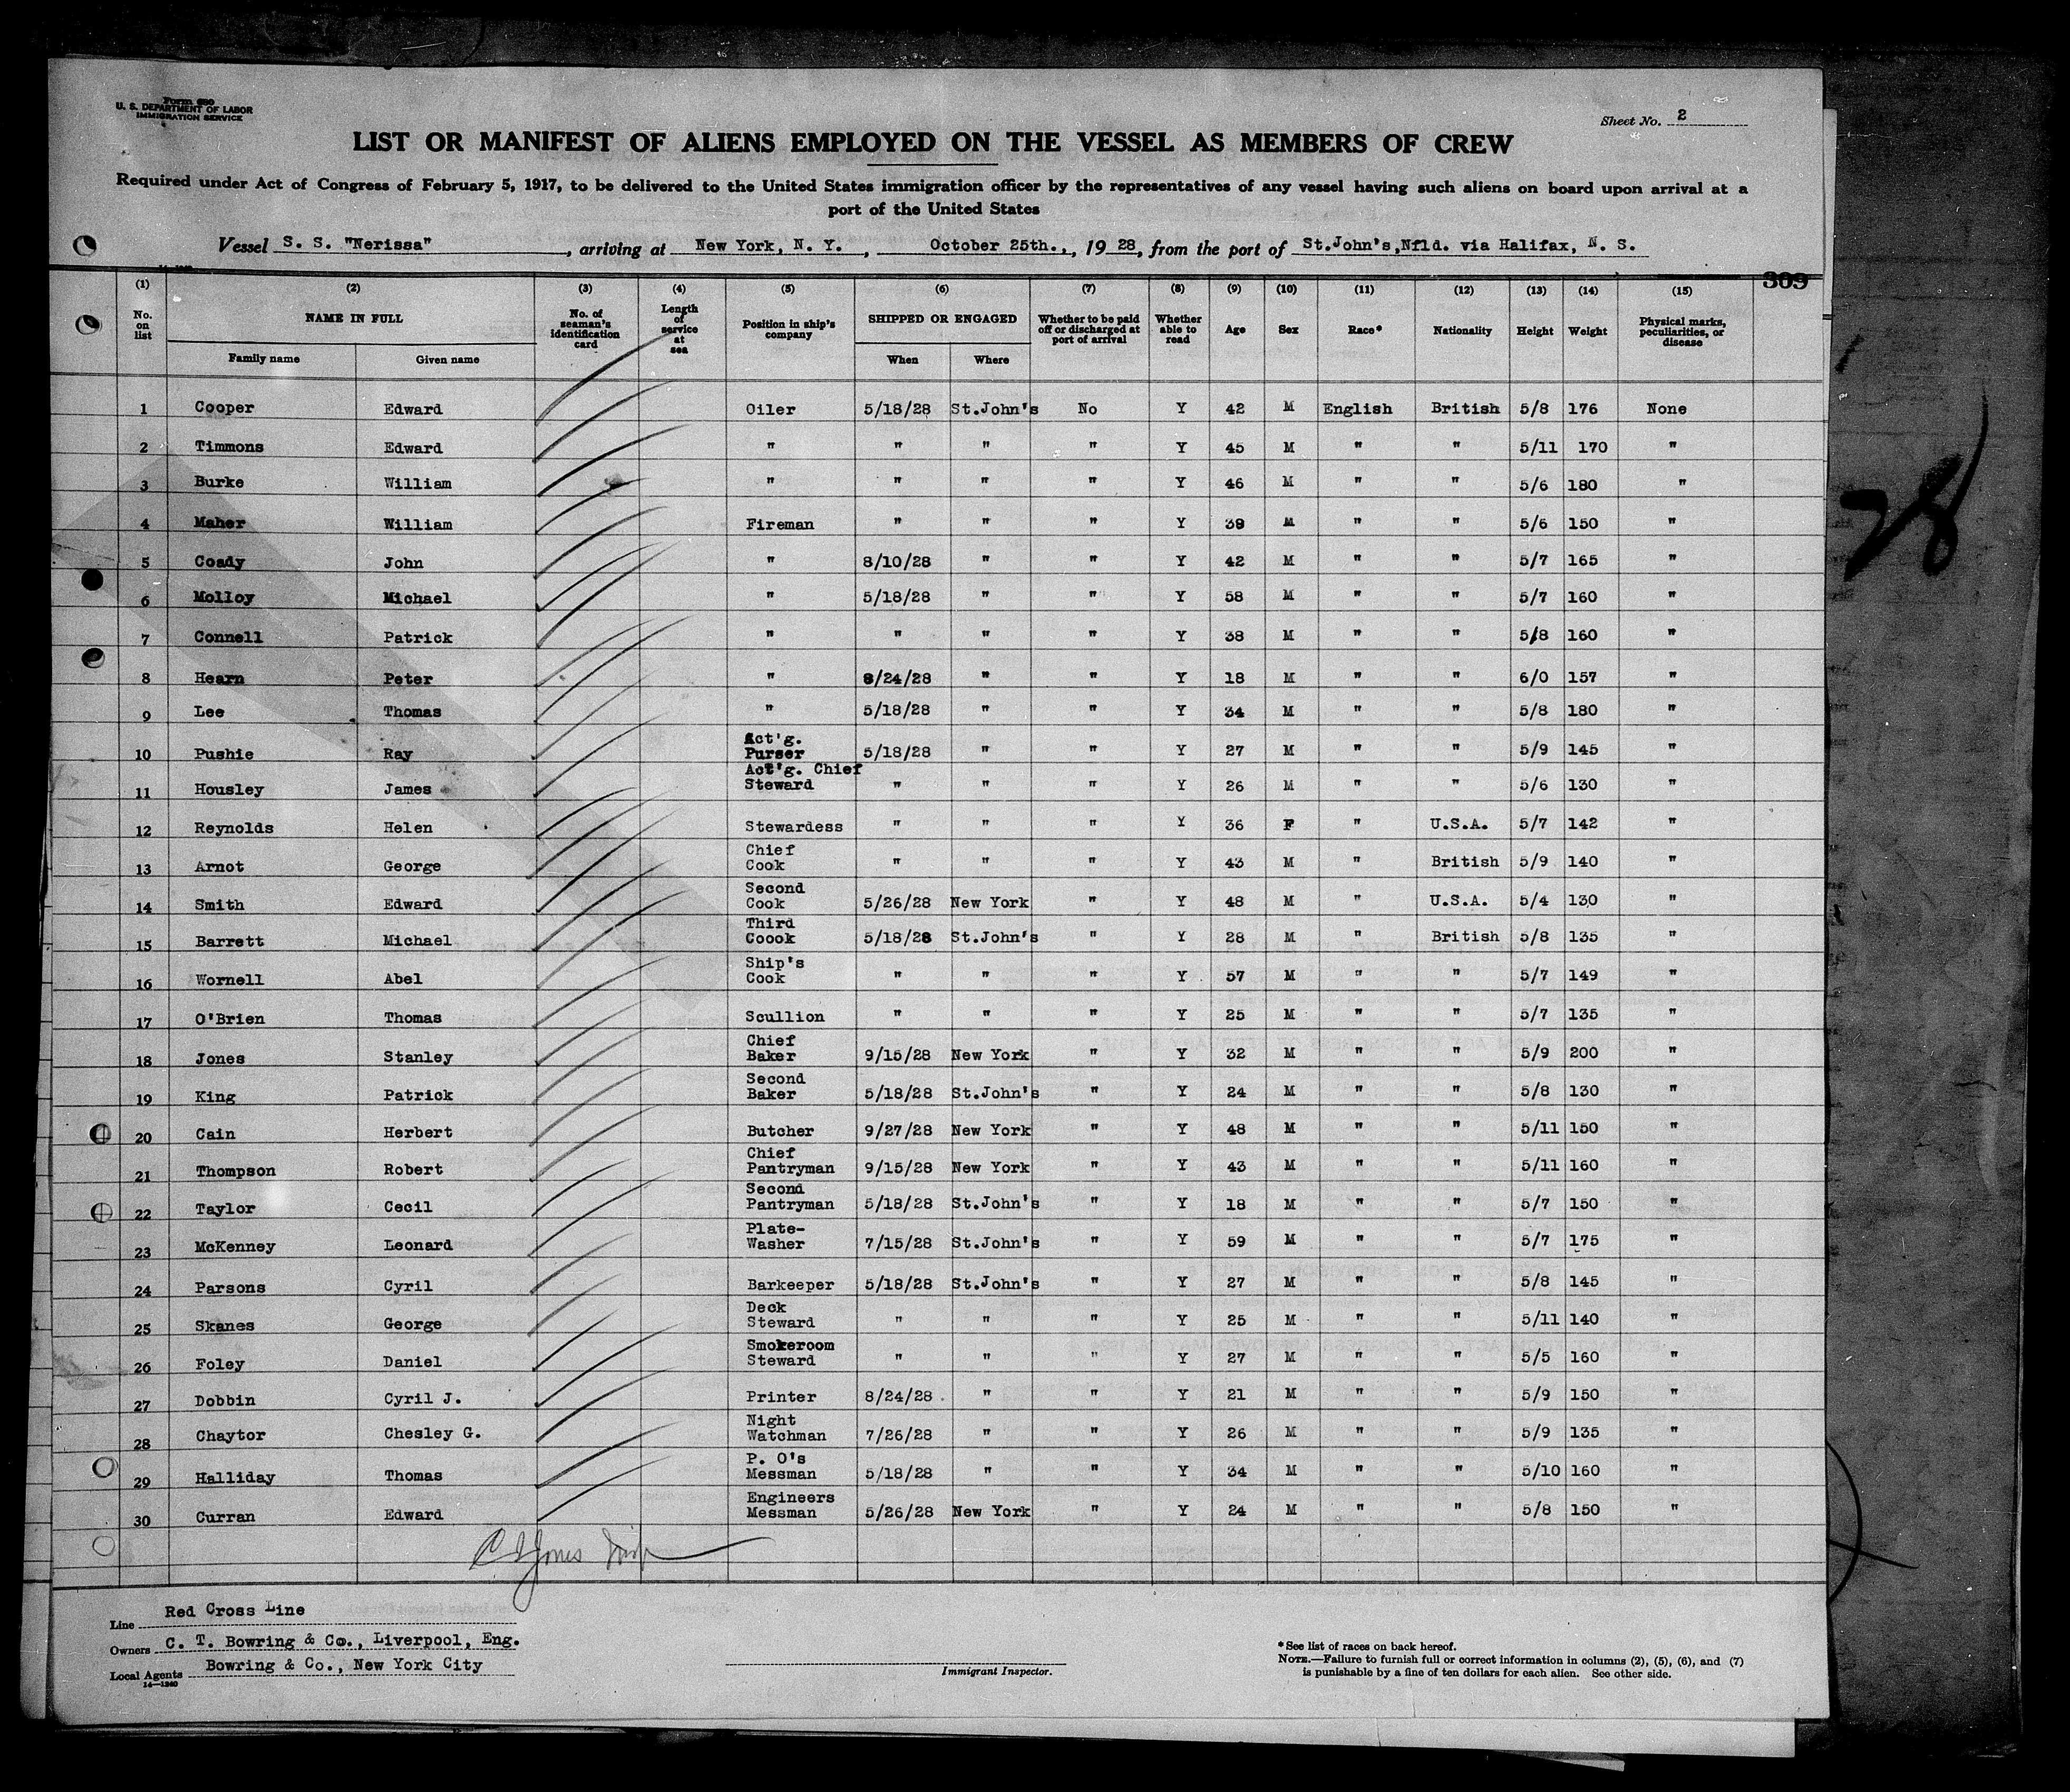 Form 680
U. S. DEPARTMENT OF LABOR
IMMIGRATION SERVICE
Sheet No. 2
LIST OR MANIFEST OF ALIENS EMPLOYED ON THE VESSEL AS MEMBERS OF CREW
Required under Act of Congress of February 5, 1917, to be delivered to the United States immigration officer by the representatives of any vessel having such aliens on board upon arrival at a
port of the United States
Vessel S. S. "Nerissa", arriving at New York, N. Y., October 25th., 1928, from the port of St.John's,Nfld. via Halifax, N. S.
309
(1) (2) (3) (4) (5) (6) (7) (8) (9) (10) (11) (12) (13) (14) (15)
No. on list NAME IN FULL Family name Given name No. of seaman's identification card Length of service at sea Position in ship's company SHIPPED OR ENGAGED When Where Whether to be paid off or discharged at port of arrival Whether able to read Age Sex Race* Nationality Height Weight Physical marks, peculiarities, or disease
1 Cooper Edward Oiler 5/18/28 St.John's No Y 42 M English British 5/8 176 None
2 Timmons Edward " " " " Y 45 M " " 5/11 170 "
3 Burke William " " " " Y 46 M " " 5/6 180 "
4 Maher William Fireman " " " Y 39 M " " 5/6 150 "
5 Coady John " 8/10/28 " " Y 42 M " " 5/7 165 "
6 Molloy Michael " 5/18/28 " " Y 58 M " " 5/7 160 "
7 Connell Patrick " " " " Y 38 M " " 5/8 160 "
8 Hearn Peter " 8/24/28 " " Y 18 M " " 6/0 157 "
9 Lee Thomas " 5/18/28 " " Y 34 M " " 5/8 180 "
10 Pushie Ray Act'g. Purser 5/18/28 " " Y 27 M " " 5/9 145 "
11 Housley James Act'g. Chief Steward " " " Y 26 M " " 5/6 130 "
12 Reynolds Helen Stewardess " " " Y 36 F " U.S.A. 5/7 142 "
13 Arnot George Chief Cook " " " Y 43 M " British 5/9 140 "
14 Smith Edward Second Cook 5/26/28 New York " Y 48 M " U.S.A. 5/4 130 "
15 Barrett Michael Third Coook 5/18/28 St.John's " Y 28 M " British 5/8 135 "
16 Wornell Abel Ship's Cook " " " Y 57 M " " 5/7 149 "
17 O'Brien Thomas Scullion " " " Y 25 M " " 5/7 135 "
18 Jones Stanley Chief Baker 9/15/28 New York " Y 32 M " " 5/9 200 "
19 King Patrick Second Baker 5/18/28 St.John's " Y 24 M " " 5/8 130 "
20 Cain Herbert Butcher 9/27/28 New York " Y 48 M " " 5/11 150 "
21 Thompson Robert Chief Pantryman 9/15/28 New York " Y 43 M " " 5/11 160 "
22 Taylor Cecil Second Pantryman 5/18/28 St.John's " Y 18 M " " 5/7 150 "
23 McKenney Leonard Plate-Washer 7/15/28 St.John's " Y 59 M " " 5/7 175 "
24 Parsons Cyril Barkeeper 5/18/28 St.John's " Y 27 M " " 5/8 145 "
25 Skanes George Deck Steward " " " Y 25 M " " 5/11 140 "
26 Foley Daniel Smokeroom Steward " " " Y 27 M " " 5/5 160 "
27 Dobbin Cyril J. Printer 8/24/28 " " Y 21 M " " 5/9 150 "
28 Chaytor Chesley G. Night Watchman 7/26/28 " " Y 26 M " " 5/9 135 "
29 Halliday Thomas P. O's Messman 5/18/28 " " Y 34 M " " 5/10 160 "
30 Curran Edward Engineers Messman 5/26/28 New York " Y 24 M " " 5/8 150 "
Jones
Line Red Cross Line
Owners C. T. Bowring & Co., Liverpool, Eng.
Local Agents Bowring & Co., New York City
14—1240
Immigrant Inspector.
* See list of races on back hereof.
NOTE.—Failure to furnish full or correct information in columns (2), (5), (6), and (7)
is punishable by a fine of ten dollars for each alien. See other side.
28